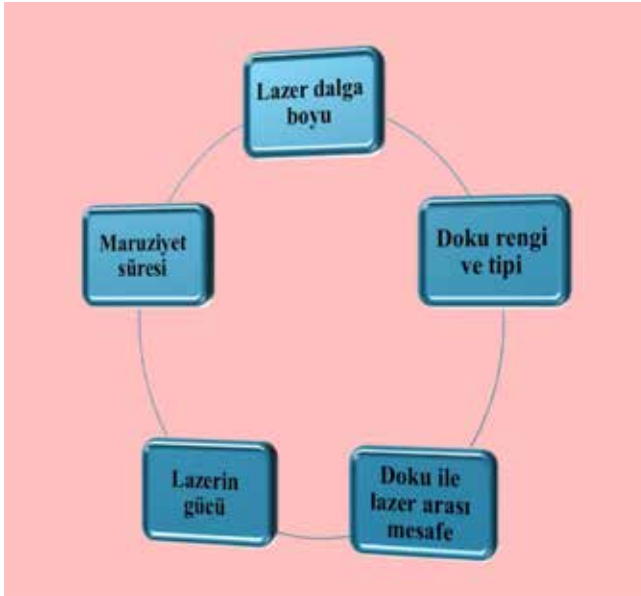 Lazer dalga
boyu
Doku rengi
ve tipi
Doku ile
lazer arası
mesafe
Lazerin
gücü
Maruziyet
süresi